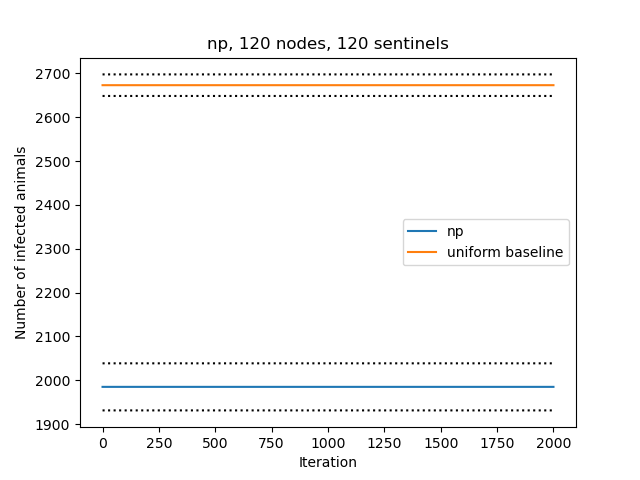 np, 120 nodes, 120 sentinels
Number of infected animals
2700
2600
2500
2400
2300
2200
2100
2000
1900
np
uniform baseline
0 250 500 750 1000 1250 1500 1750 2000
Iteration